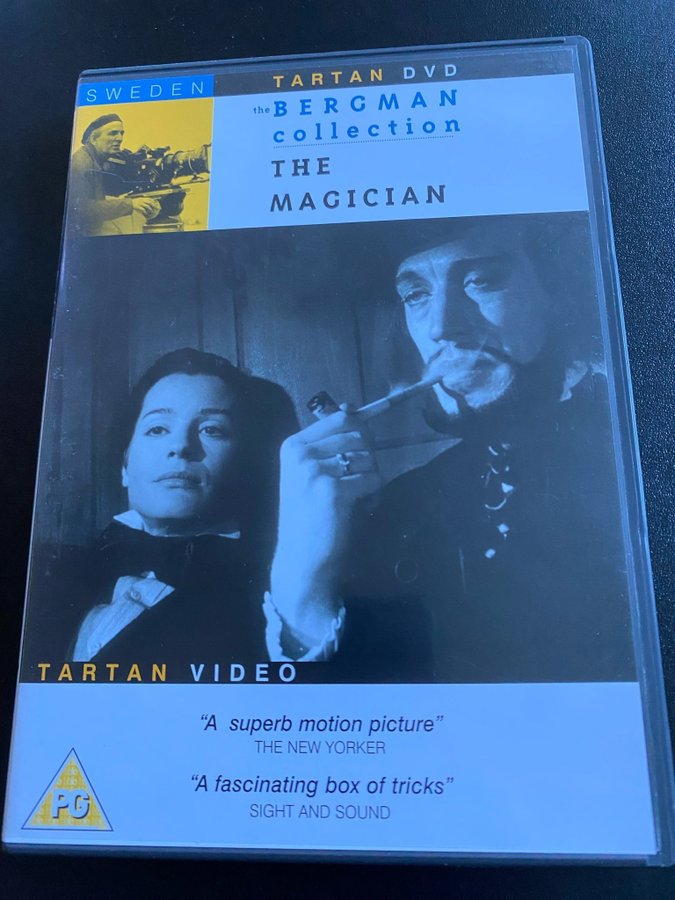 SWEDEN
TARTAN DVD
the BERGMAN
collection
THE
MAGICIAN
TARTAN VIDEO
“A superb motion picture”
THE NEW YORKER
“A fascinating box of tricks”
SIGHT AND SOUND
PG